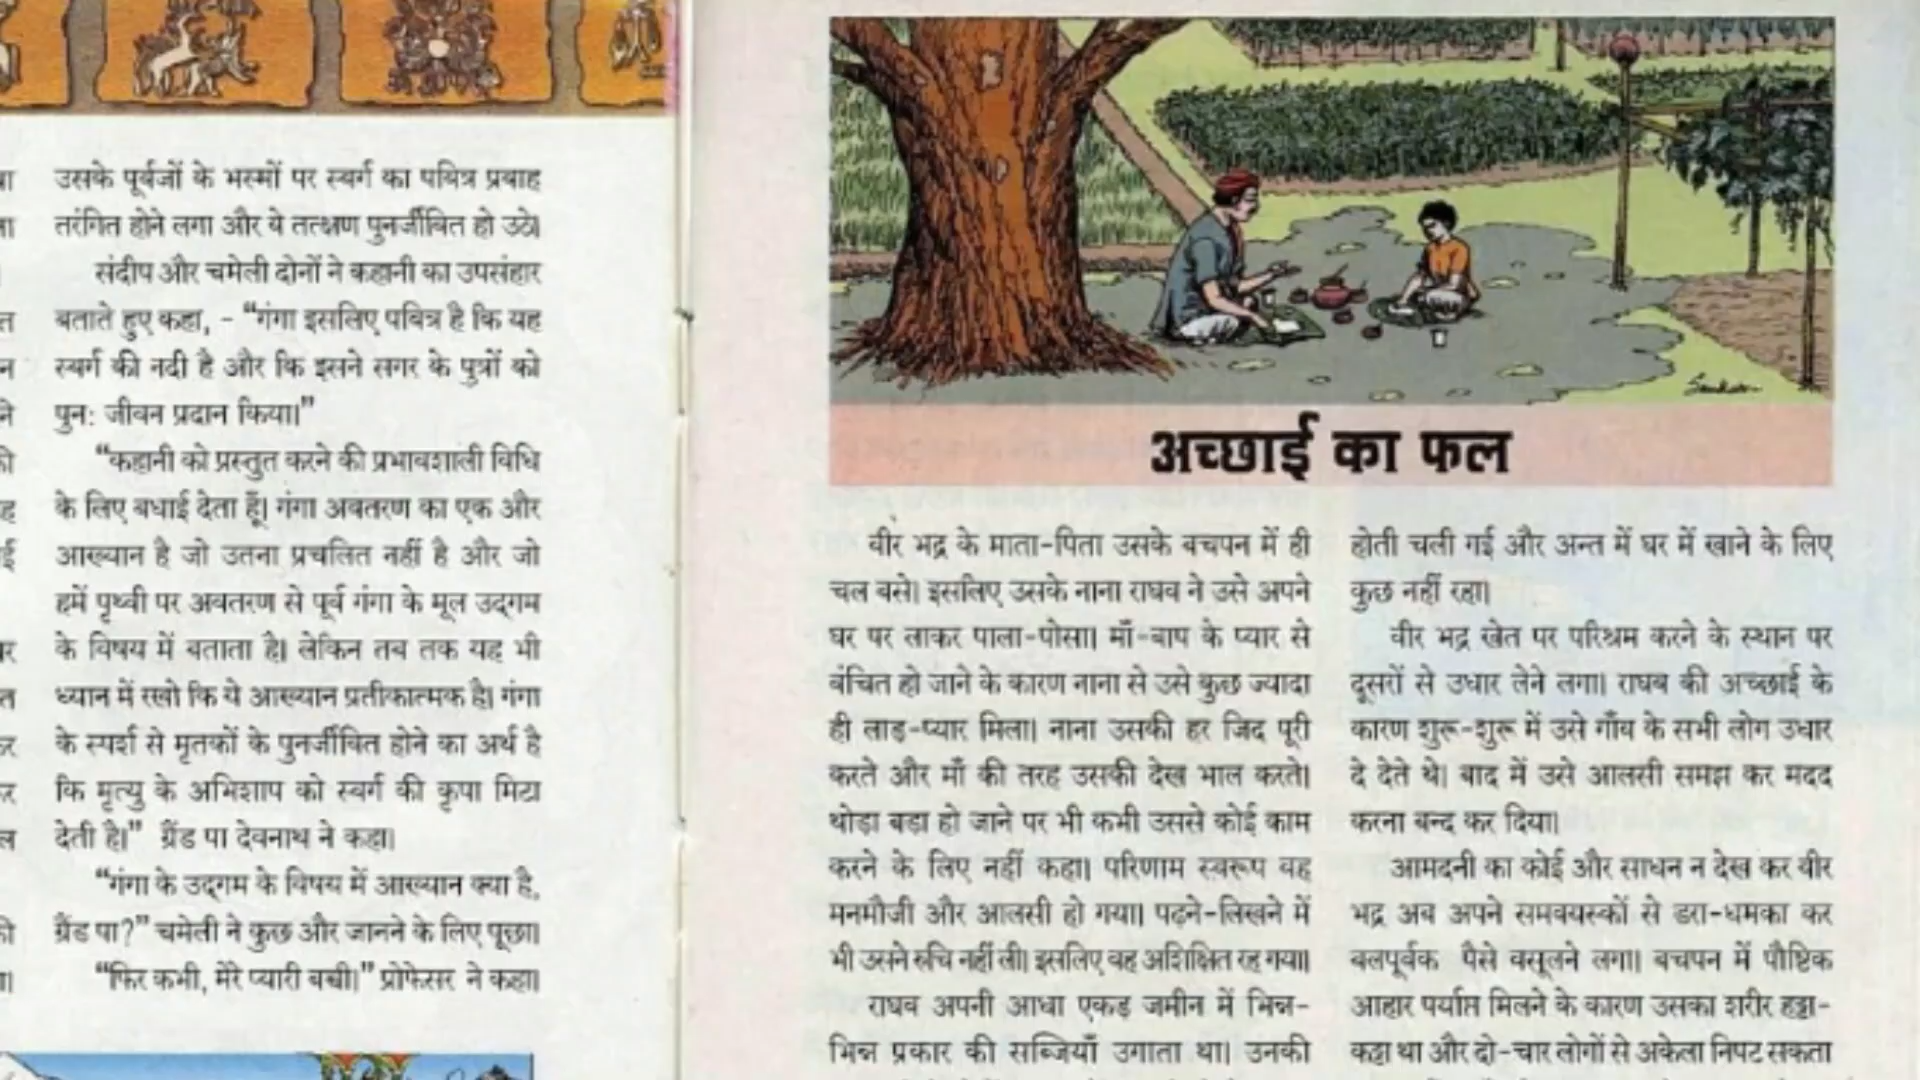 उसके पूर्वजों के भस्मों पर स्वर्ग का पवित्र प्रवाह
तरंगित होने लगा और वे तत्क्षण पुनर्जीवित हो उठे।
संदीप और चमेली दोनों ने कहानी का उपसंहार
बताते हुए कहा, - “गंगा इसलिए पवित्र है कि यह
स्वर्ग की नदी है और कि इसने सगर के पुत्रों को
पुन: जीवन प्रदान किया।”
“कहानी को प्रस्तुत करने की प्रभावशाली विधि
के लिए बधाई देता हूँ। गंगा अवतरण का एक और
आख्यान है जो उतना प्रचलित नहीं है और जो
हमें पृथ्वी पर अवतरण से पूर्व गंगा के मूल उद्‌गम
के विषय में बताता है। लेकिन तब तक यह भी
ध्यान में रखो कि ये आख्यान प्रतीकात्मक है। गंगा
के स्पर्श से मृतकों के पुनर्जीवित होने का अर्थ है
कि मृत्यु के अभिशाप को स्वर्ग की कृपा मिटा
देती है।” ग्रैंड पा देवनाथ ने कहा।
“गंगा के उद्‌गम के विषय में आख्यान क्या है,
ग्रैंड पा?” चमेली ने कुछ और जानने के लिए पूछा।
“फिर कभी, मेरे प्यारी बच्ची।” प्रोफेसर ने कहा।
Sankar
अच्छाई का फल
वीर भद्र के माता-पिता उसके बचपन में ही
चल बसे। इसलिए उसके नाना राघव ने उसे अपने
घर पर लाकर पाला-पोसा। माँ-बाप के प्यार से
वंचित हो जाने के कारण नाना से उसे कुछ ज्यादा
ही लाड़-प्यार मिला। नाना उसकी हर जिद पूरी
करते और माँ की तरह उसकी देख भाल करते।
थोड़ा बड़ा हो जाने पर भी कभी उससे कोई काम
करने के लिए नहीं कहा। परिणाम स्वरूप वह
मनमौजी और आलसी हो गया। पढ़ने-लिखने में
भी उसने रुचि नहीं ली। इसलिए वह अशिक्षित रह गया।
राघव अपनी आधा एकड़ जमीन में भिन्न-
भिन्न प्रकार की सब्जियाँ उगाता था। उनकी
होती चली गई और अन्त में घर में खाने के लिए
कुछ नहीं रहा।
वीर भद्र खेत पर परिश्रम करने के स्थान पर
दूसरों से उधार लेने लगा। राघव की अच्छाई के
कारण शुरू-शुरू में उसे गाँव के सभी लोग उधार
दे देते थे। बाद में उसे आलसी समझ कर मदद
करना बन्द कर दिया।
आमदनी का कोई और साधन न देख कर वीर
भद्र अब अपने समवयस्कों से डरा-धमका कर
बलपूर्वक पैसे वसूलने लगा। बचपन में पौष्टिक
आहार पर्याप्त मिलने के कारण उसका शरीर हट्टा-
कट्टा था और दो-चार लोगों से अकेला निपट सकता